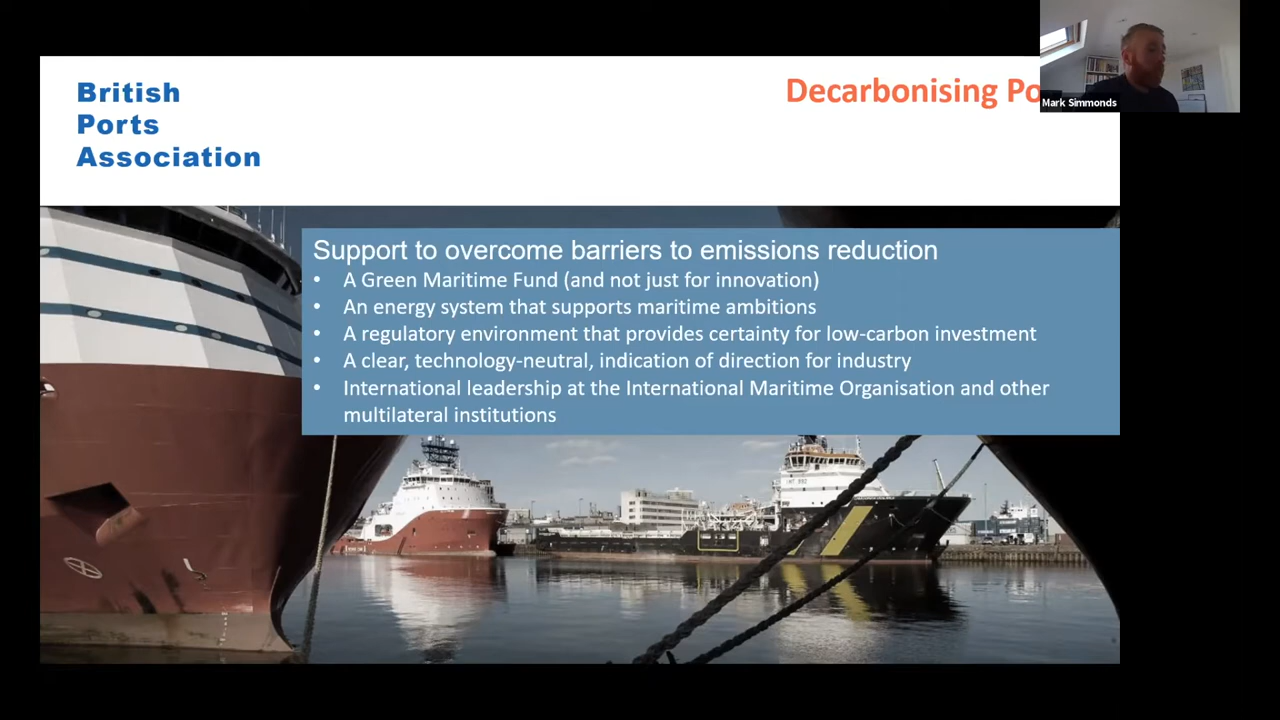 British
Ports
Association
Decarbonising
Mark Simmonds
Support to overcome barriers to emissions reduction
• A Green Maritime Fund (and not just for innovation)
• An energy system that supports maritime ambitions
• A regulatory environment that provides certainty for low-carbon investment
• A clear, technology-neutral, indication of direction for industry
• International leadership at the International Maritime Organisation and other
multilateral institutions